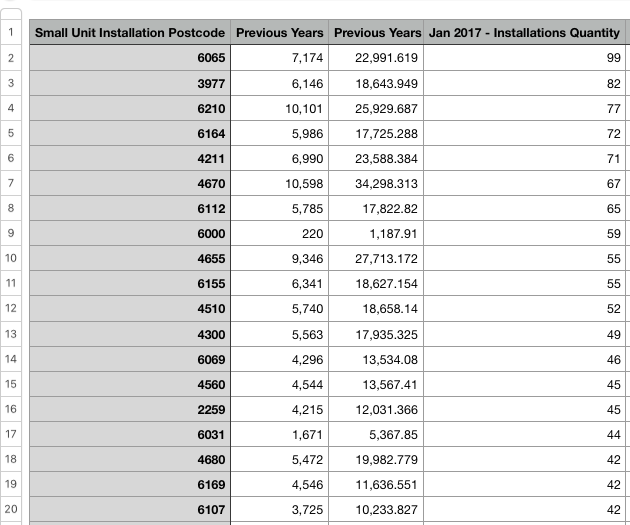 1 Small Unit Installation Postcode Previous Years Previous Years Jan 2017 - Installations Quantity
2 6065 7,174 22,991.619 99
3 3977 6,146 18,643.949 82
4 6210 10,101 25,929.687 77
5 6164 5,986 17,725.288 72
6 4211 6,990 23,588.384 71
7 4670 10,598 34,298.313 67
8 6112 5,785 17,822.82 65
9 6000 220 1,187.91 59
10 4655 9,346 27,713.172 55
11 6155 6,341 18,627.154 55
12 4510 5,740 18,658.14 52
13 4300 5,563 17,935.325 49
14 6069 4,296 13,534.08 46
15 4560 4,544 13,567.41 45
16 2259 4,215 12,031.366 45
17 6031 1,671 5,367.85 44
18 4680 5,472 19,982.779 42
19 6169 4,546 11,636.551 42
20 6107 3,725 10,233.827 42